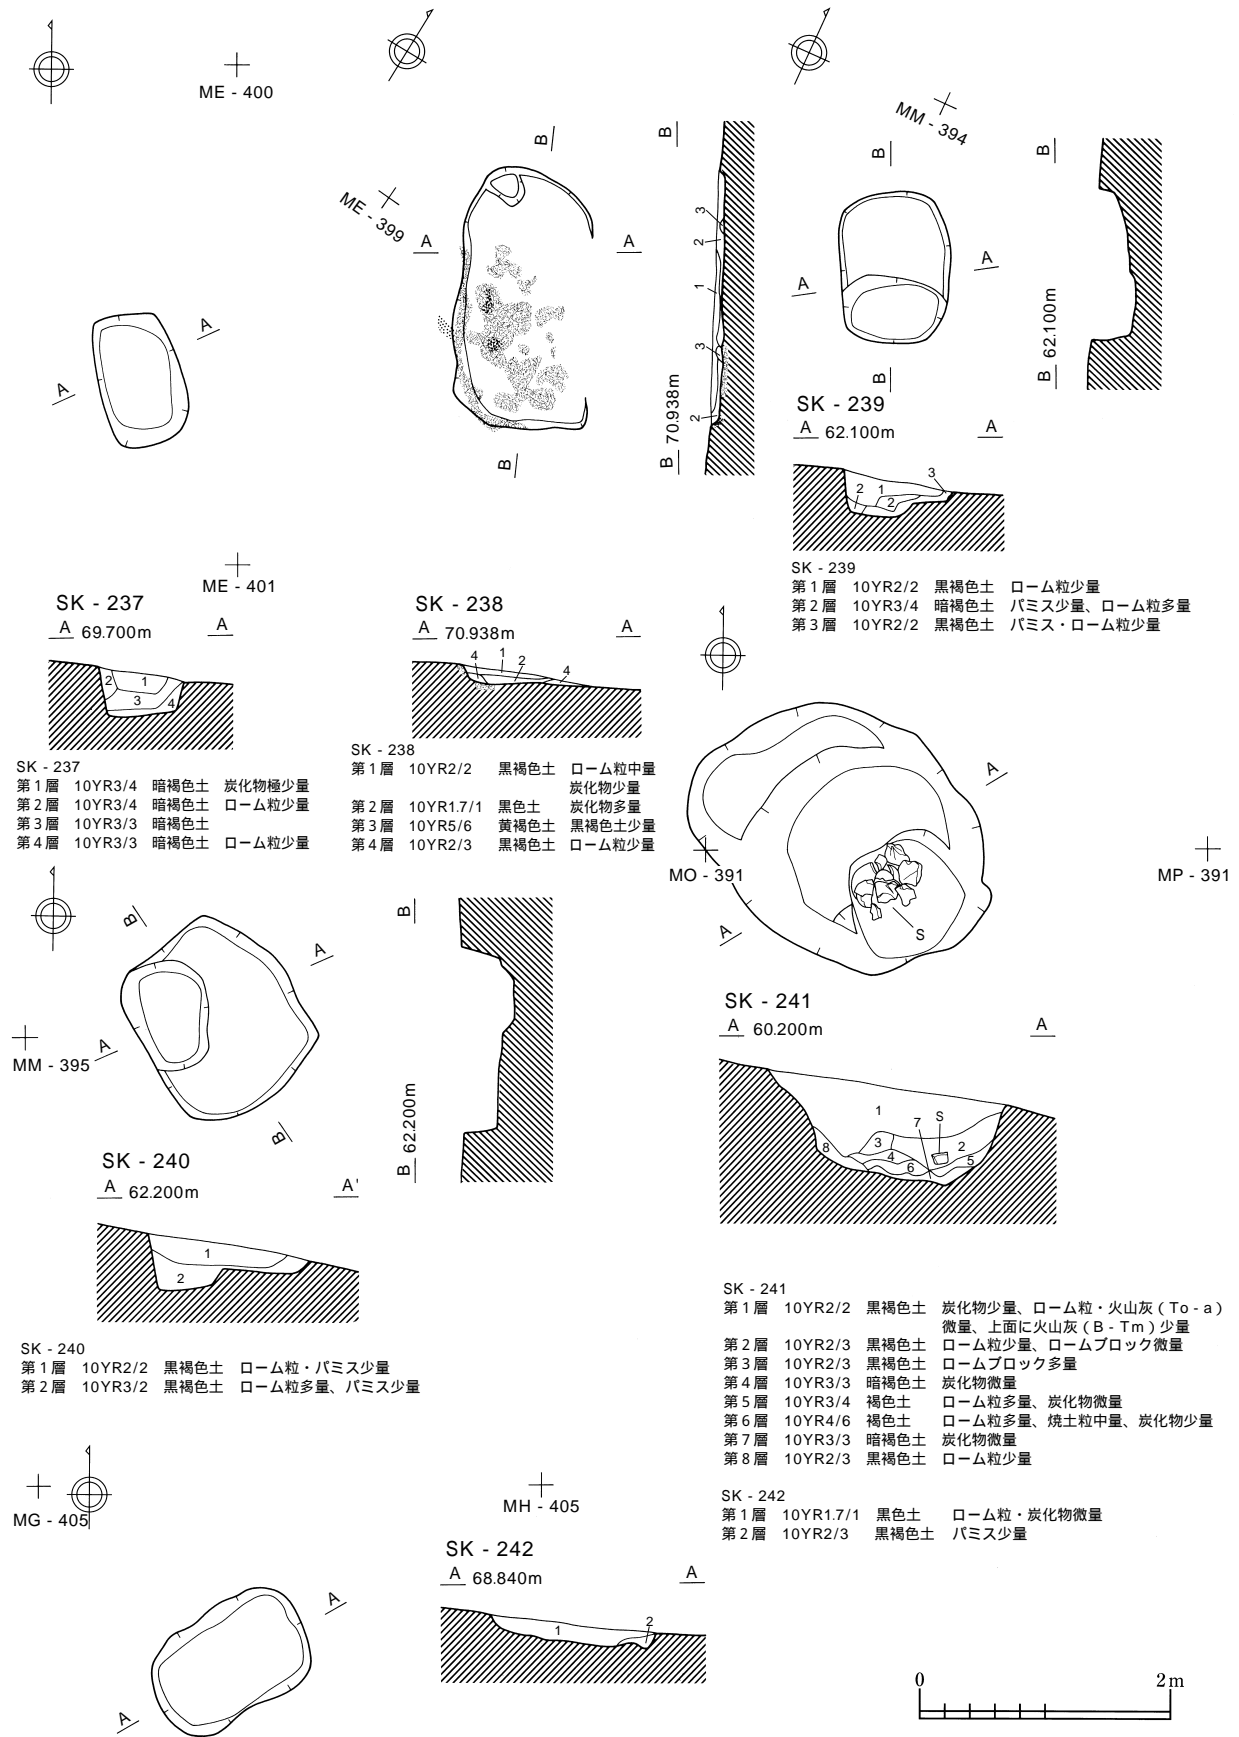 ME - 400
ME - 399
B
A A
B
B
3
2
1
3
2
B 70.938m
MM - 394
B
A A
B
B
B 62.100m
A
A
SK - 239
A 62.100m A
3
2 1
2
SK - 239
第1層 10YR2/2 黒褐色土 ローム粒少量
第2層 10YR3/4 暗褐色土 パミス少量、ローム粒多量
第3層 10YR2/2 黒褐色土 パミス・ローム粒少量
ME - 401
SK - 237
A 69.700m A
2 1
3 4
SK - 237
第1層 10YR3/4 暗褐色土 炭化物極少量
第2層 10YR3/4 暗褐色土 ローム粒少量
第3層 10YR3/3 暗褐色土
第4層 10YR3/3 暗褐色土 ローム粒少量
SK - 238
A 70.938m A
4 1 2 4
SK - 238
第1層 10YR2/2 黒褐色土 ローム粒中量
炭化物少量
第2層 10YR1.7/1 黒色土 炭化物多量
第3層 10YR5/6 黄褐色土 黒褐色土少量
第4層 10YR2/3 黒褐色土 ローム粒少量
A
MO - 391
MP - 391
S
A
SK - 241
A 60.200m A
1
7 S
3 2
8 4 5
6
B
A
MM - 395 A
B
B
B 62.200m
SK - 240
A 62.200m A'
1
2
SK - 240
第1層 10YR2/2 黒褐色土 ローム粒・パミス少量
第2層 10YR3/2 黒褐色土 ローム粒多量、パミス少量
SK - 241
第1層 10YR2/2 黒褐色土 炭化物少量、ローム粒・火山灰（To - a）
微量、上面に火山灰（B - Tm）少量
第2層 10YR2/3 黒褐色土 ローム粒少量、ロームブロック微量
第3層 10YR2/3 黒褐色土 ロームブロック多量
第4層 10YR3/3 暗褐色土 炭化物微量
第5層 10YR3/4 褐色土 ローム粒多量、炭化物微量
第6層 10YR4/6 褐色土 ローム粒多量、焼土粒中量、炭化物少量
第7層 10YR3/3 暗褐色土 炭化物微量
第8層 10YR2/3 黒褐色土 ローム粒少量
SK - 242
第1層 10YR1.7/1 黒色土 ローム粒・炭化物微量
第2層 10YR2/3 黒褐色土 パミス少量
MG - 405
MH - 405
SK - 242
A 68.840m A
1 2
A
A
0 2m